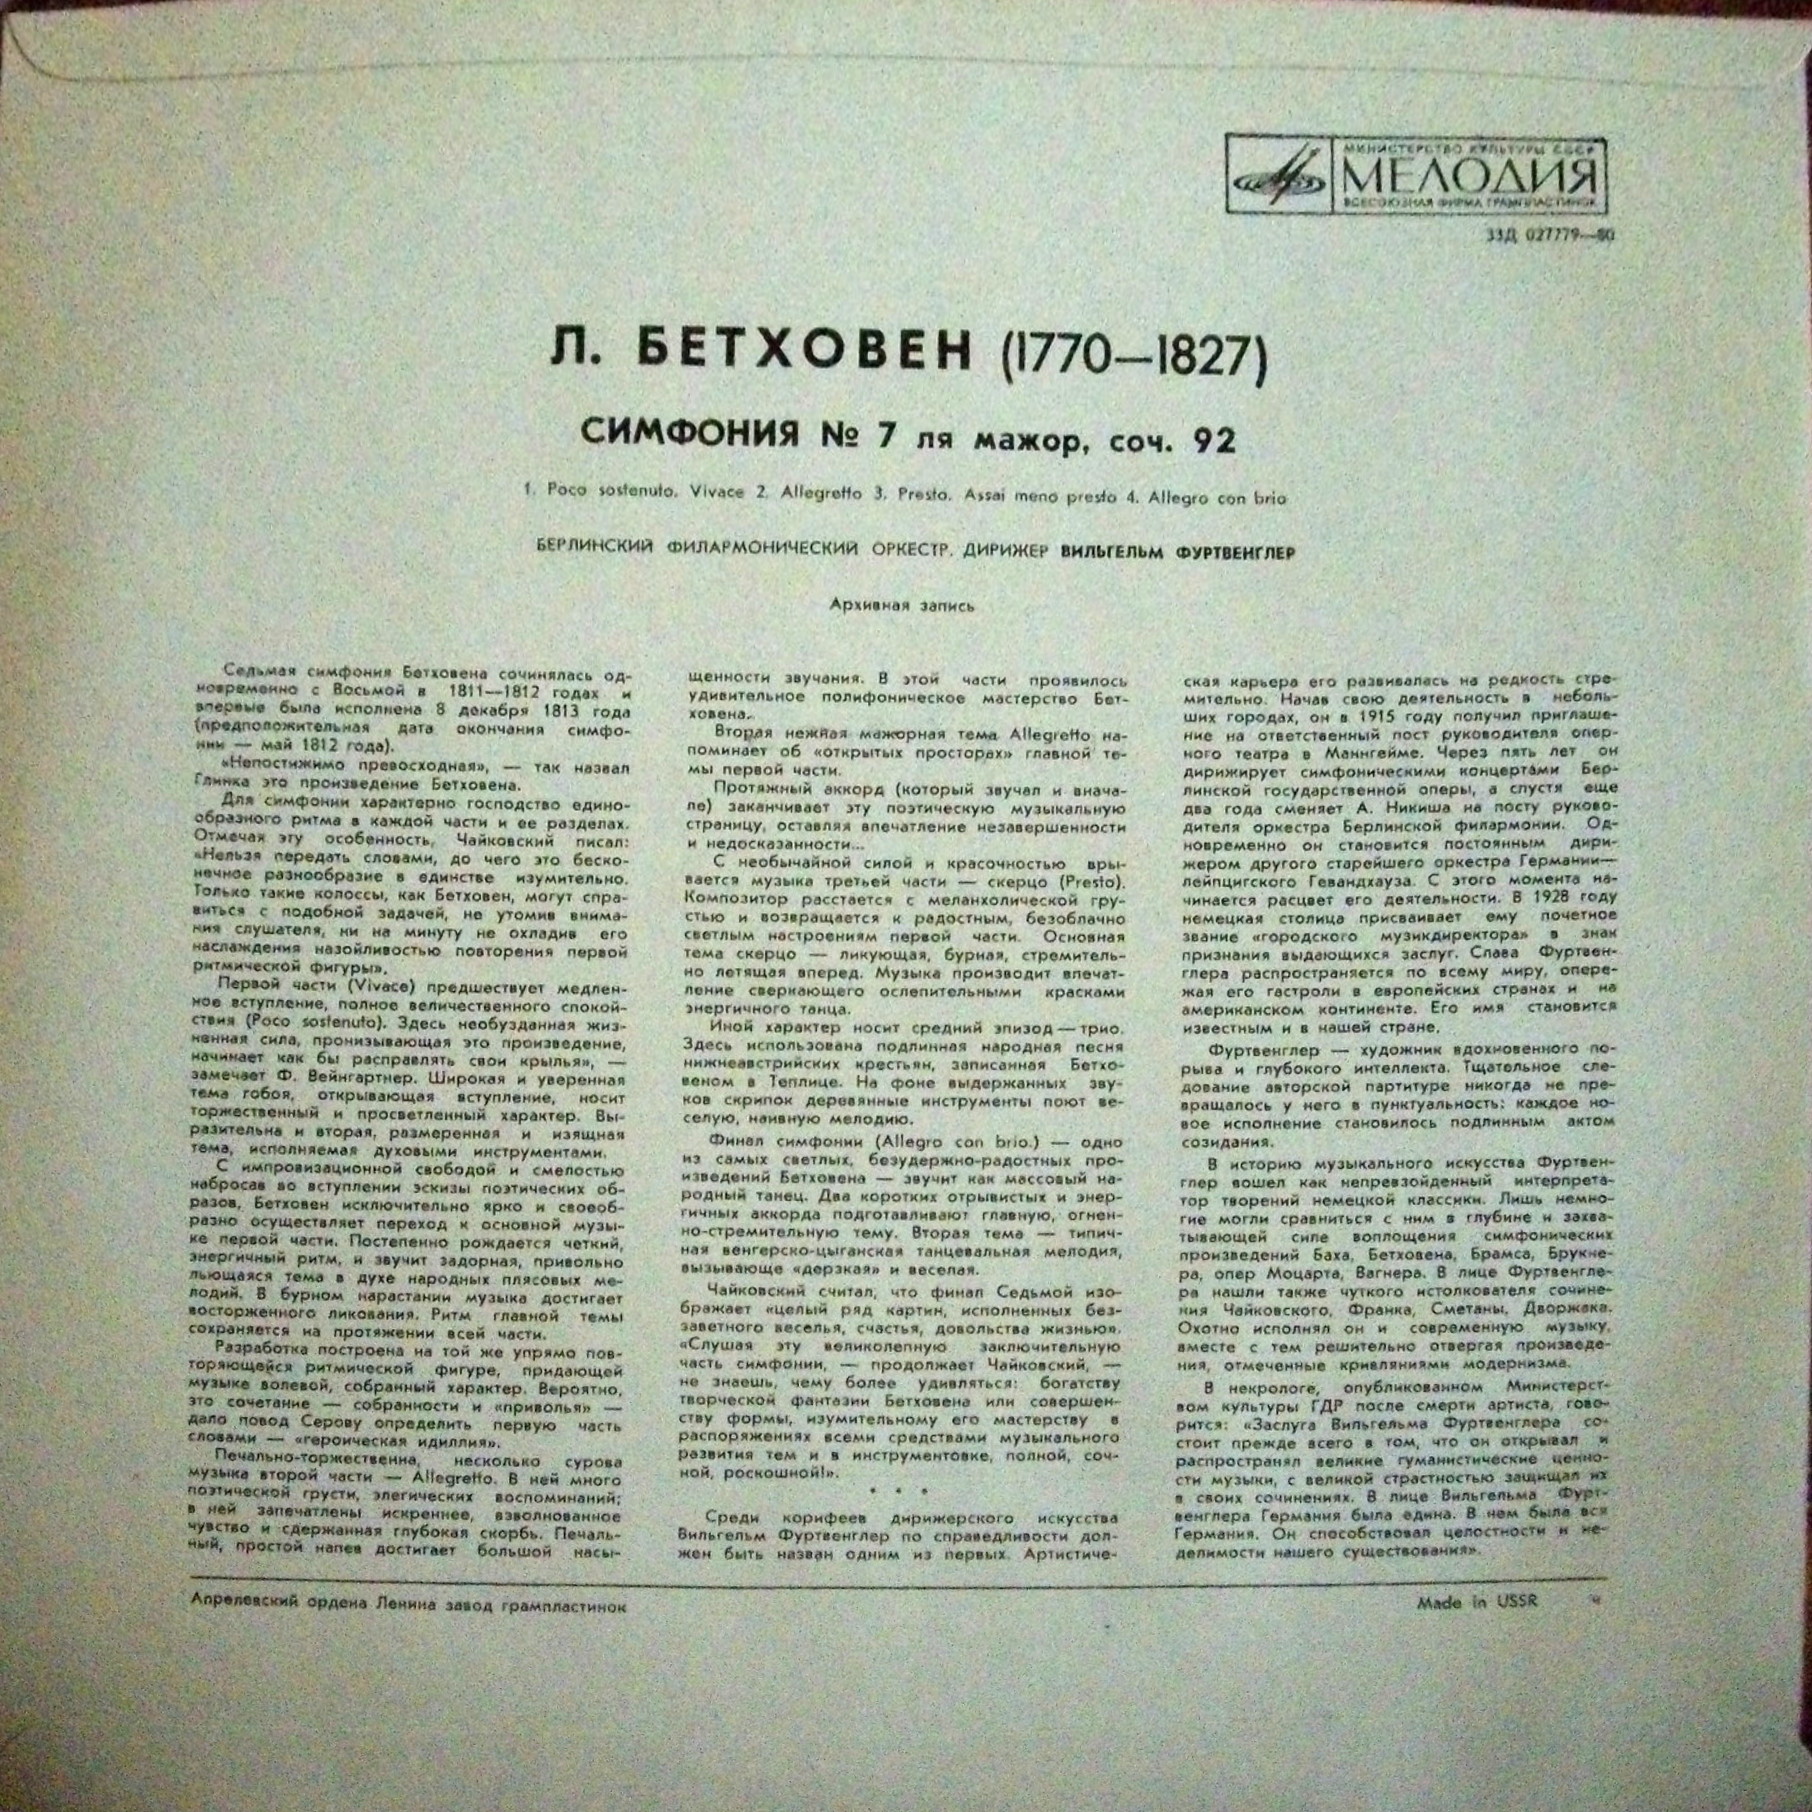 МИНИСТЕРСТВО КУЛЬТУРЫ СССР
МЕЛОДИЯ
ВСЕСОЮЗНАЯ ФИРМА ГРАМПЛАСТИНОК
33Д 027779—80
Л. БЕТХОВЕН (1770—1827)
СИМФОНИЯ № 7 ля мажор, соч. 92
1. Poco sostenuto. Vivace 2. Allegretto 3. Presto. Assai meno presto 4. Allegro con brio
БЕРЛИНСКИЙ ФИЛАРМОНИЧЕСКИЙ ОРКЕСТР. ДИРИЖЕР ВИЛЬГЕЛЬМ ФУРТВЕНГЛЕР
Архивная запись
Седьмая симфония Бетховена сочинялась од-
новременно с Восьмой в 1811—1812 годах и
впервые была исполнена 8 декабря 1813 года
(предположительная дата окончания симфо-
нии — май 1812 года).
«Непостижимо превосходная», — так назвал
Глинка это произведение Бетховена.
Для симфонии характерно господство едино-
образного ритма в каждой части и ее разделах.
Отмечая эту особенность, Чайковский писал:
«Нельзя передать словами, до чего это беско-
нечное разнообразие в единстве изумительно.
Только такие колоссы, как Бетховен, могут спра-
виться с подобной задачей, не утомив внима-
ния слушателя, ни на минуту не охладив его
наслаждения назойливостью повторения первой
ритмической фигуры».
Первой части (Vivace) предшествует медлен-
ное вступление, полное величественного спокой-
ствия (Poco sostenuto). Здесь необузданная жиз-
ненная сила, пронизывающая это произведение,
начинает как бы расправлять свои крылья», —
замечает Ф. Вейнгартнер. Широкая и уверенная
тема гобоя, открывающая вступление, носит
торжественный и просветленный характер. Вы-
разительна и вторая, размеренная и изящная
тема, исполняемая духовыми инструментами.
С импровизационной свободой и смелостью
набросав во вступлении эскизы поэтических об-
разов, Бетховен исключительно ярко и своеоб-
разно осуществляет переход к основной музы-
ке первой части. Постепенно рождается четкий,
энергичный ритм, и звучит задорная, привольно
льющаяся тема в духе народных плясовых ме-
лодий. В бурном нарастании музыка достигает
восторженного ликования. Ритм главной темы
сохраняется на протяжении всей части.
Разработка построена на той же упрямо пов-
торяющейся ритмической фигуре, придающей
музыке волевой, собранный характер. Вероятно,
это сочетание — собранности и «приволья» —
дало повод Серову определить первую часть
словами — «героическая идиллия».
Печально-торжественна, несколько сурова
музыка второй части — Allegretto. В ней много
поэтической грусти, элегических воспоминаний;
в ней запечатлены искреннее, взволнованное
чувство и сдержанная глубокая скорбь. Печаль-
ный, простой напев достигает большой насы-
щенности звучания. В этой части проявилось
удивительное полифоническое мастерство Бет-
ховена.
Вторая нежная мажорная тема Allegretto на-
поминает об «открытых просторах» главной те-
мы первой части.
Протяжный аккорд (который звучал и внача-
ле) заканчивает эту поэтическую музыкальную
страницу, оставляя впечатление незавершенности
и недосказанности...
С необычайной силой и красочностью вры-
вается музыка третьей части — скерцо (Presto).
Композитор расстается с меланхолической гру-
стью и возвращается к радостным, безоблачно
светлым настроениям первой части. Основная
тема скерцо — ликующая, бурная, стремитель-
но летящая вперед. Музыка производит впечат-
ление сверкающего ослепительными красками
энергичного танца.
Иной характер носит средний эпизод — трио.
Здесь использована подлинная народная песня
нижнеавстрийских крестьян, записанная Бетхо-
веном в Теплице. На фоне выдержанных зву-
ков скрипок деревянные инструменты поют ве-
селую, наивную мелодию.
Финал симфонии (Allegro con brio.) — одно
из самых светлых, безудержно-радостных про-
изведений Бетховена — звучит как массовый на-
родный танец. Два коротких отрывистых и энер-
гичных аккорда подготавливают главную, огнен-
но-стремительную тему. Вторая тема — типич-
ная венгерско-цыганская танцевальная мелодия,
вызывающе «дерзкая» и веселая.
Чайковский считал, что финал Седьмой изо-
бражает «целый ряд картин, исполненных без-
заветного веселья, счастья, довольства жизнью».
«Слушая эту великолепную заключительную
часть симфонии, — продолжает Чайковский, —
не знаешь, чему более удивляться: богатству
творческой фантазии Бетховена или совершен-
ству формы, изумительному его мастерству в
распоряжениях всеми средствами музыкального
развития тем и в инструментовке, полной, соч-
ной, роскошной!».
• • •
Среди корифеев дирижерского искусства
Вильгельм Фуртвенглер по справедливости дол-
жен быть назван одним из первых. Артистиче-
ская карьера его развивалась на редкость стре-
мительно. Начав свою деятельность в неболь-
ших городах, он в 1915 году получил приглаше-
ние на ответственный пост руководителя опер-
ного театра в Маннгейме. Через пять лет он
дирижирует симфоническими концертами Бер-
линской государственной оперы, а спустя еще
два года сменяет А. Никиша на посту руково-
дителя оркестра Берлинской филармонии. Од-
новременно он становится постоянным дири-
жером другого старейшего оркестра Германии—
лейпцигского Гевандхауза. С этого момента на-
чинается расцвет его деятельности. В 1928 году
немецкая столица присваивает ему почетное
звание «городского музикдиректора» в знак
признания выдающихся заслуг. Слава Фуртвен-
глера распространяется по всему миру, опере-
жая его гастроли в европейских странах и на
американском континенте. Его имя становится
известным и в нашей стране.
Фуртвенглер — художник вдохновенного по-
рыва и глубокого интеллекта. Тщательное сле-
дование авторской партитуре никогда не пре-
вращалось у него в пунктуальность; каждое но-
вое исполнение становилось подлинным актом
созидания.
В историю музыкального искусства Фуртвен-
глер вошел как непревзойденный интерпрета-
тор творений немецкой классики. Лишь немно-
гие могли сравниться с ним в глубине и захва-
тывающей силе воплощения симфонических
произведений Баха, Бетховена, Брамса, Брукне-
ра, опер Моцарта, Вагнера. В лице Фуртвенгле-
ра нашли также чуткого истолкователя сочине-
ния Чайковского, Франка, Сметаны, Дворжака.
Охотно исполнял он и современную музыку,
вместе с тем решительно отвергая произведе-
ния, отмеченные кривляниями модернизма.
В некрологе, опубликованном Министерст-
вом культуры ГДР после смерти артиста, гово-
рится: «Заслуга Вильгельма Фуртвенглера со-
стоит прежде всего в том, что он открывал и
распространял великие гуманистические ценно-
сти музыки, с великой страстностью защищал их
в своих сочинениях. В лице Вильгельма Фурт-
венглера Германия была едина. В нем была вся
Германия. Он способствовал целостности и не-
делимости нашего существования».
Апрелевский ордена Ленина завод грампластинок
Made in USSR